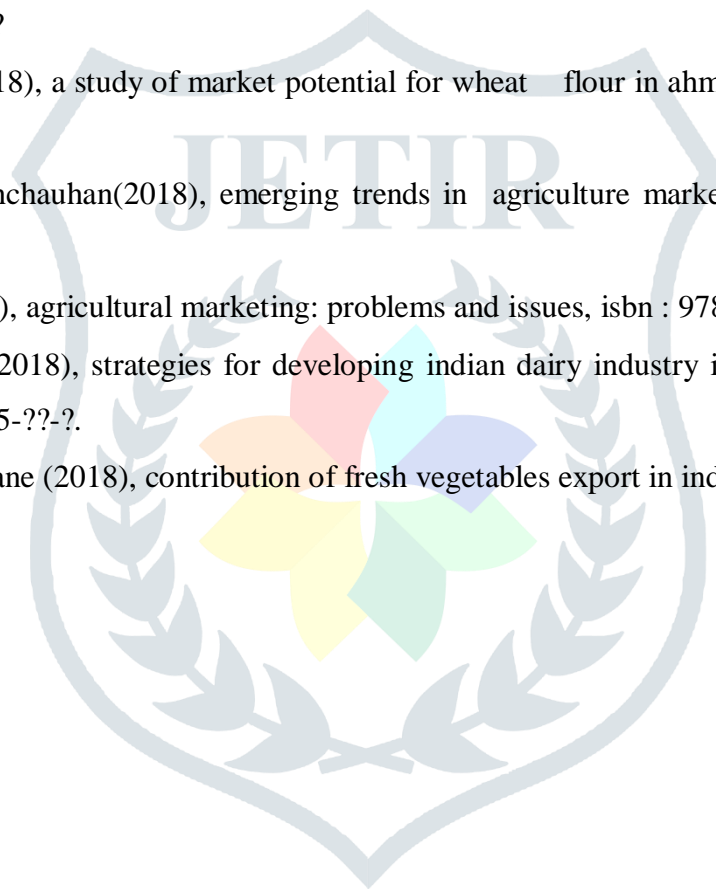 18), a study of market potential for wheat flour in ahm
JETIR
nchauhan(2018), emerging trends in agriculture marke
), agricultural marketing: problems and issues, isbn : 978
2018), strategies for developing indian dairy industry i
5-??-?.
ane (2018), contribution of fresh vegetables export in ind